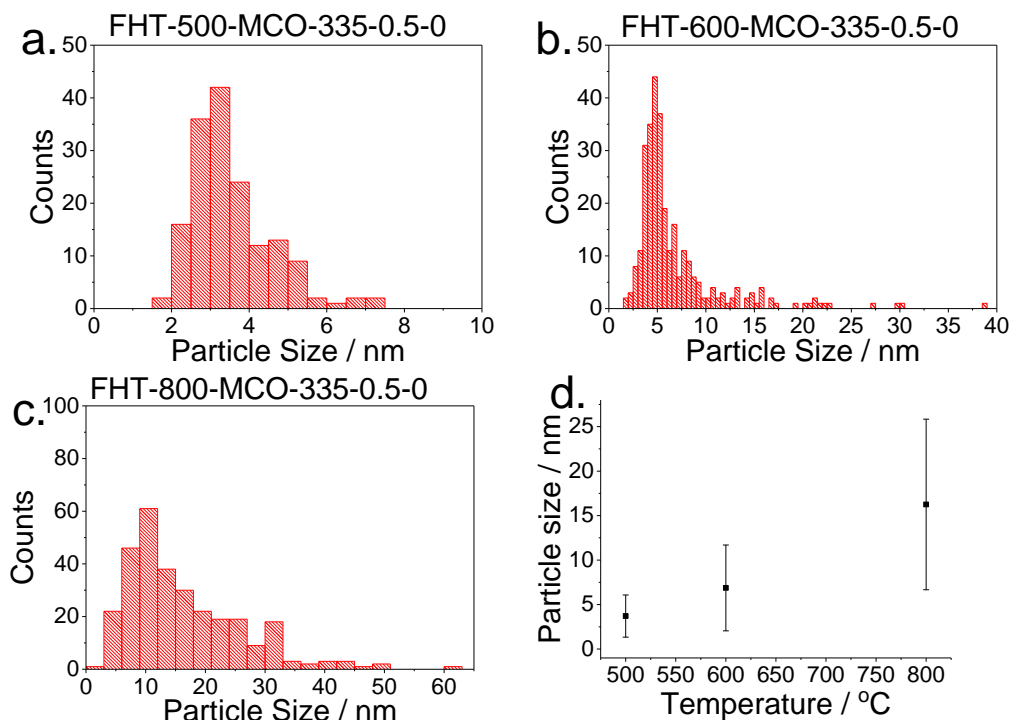 a.
FHT-500-MCO-335-0.5-0
50
40
30
20
10
0
Counts
0 2 4 6 8 10
Particle Size / nm
b.
FHT-600-MCO-335-0.5-0
50
40
30
20
10
0
Counts
0 5 10 15 20 25 30 35 40
Particle Size / nm
c.
FHT-800-MCO-335-0.5-0
100
80
60
40
20
0
Counts
0 10 20 30 40 50 60
Particle Size / nm
d.
25
20
15
10
5
0
Particle size / nm
500 550 600 650 700 750 800
Temperature / ºC